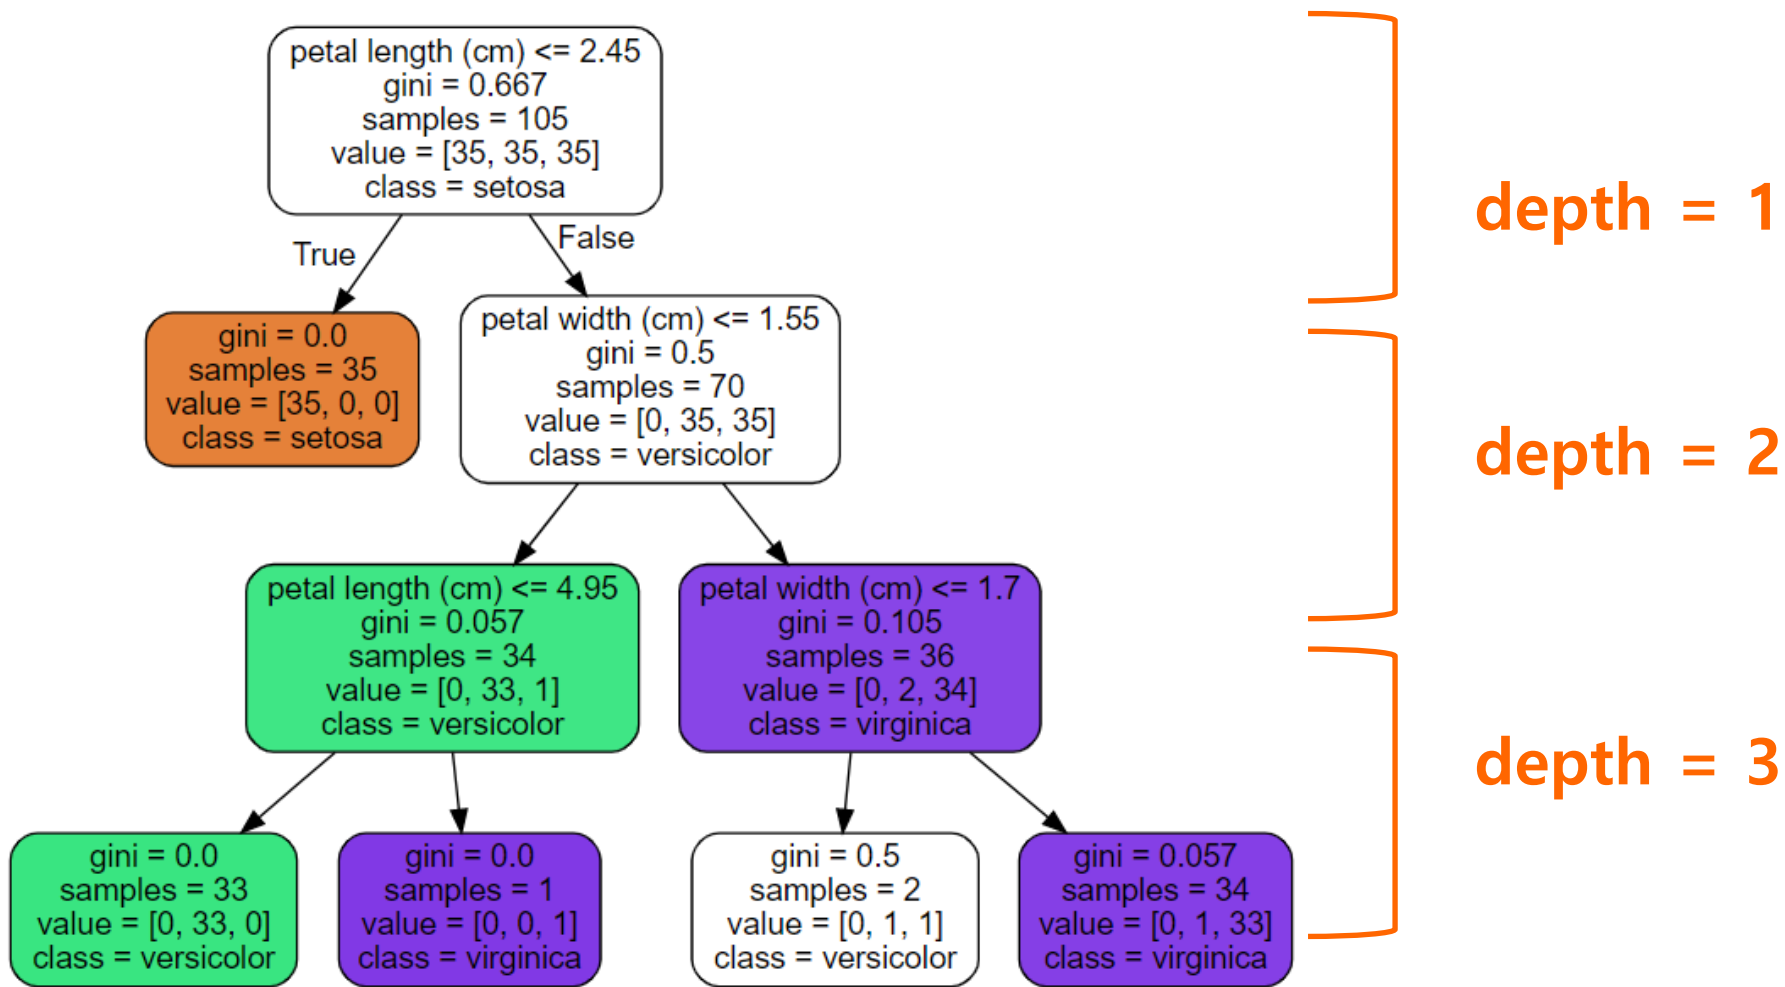 petal length (cm) <= 2.45
gini = 0.667
samples = 105
value = [35, 35, 35]
class = setosa
depth = 1
True
False
gini = 0.0
samples = 35
value = [35, 0, 0]
class = setosa
petal width (cm) <= 1.55
gini = 0.5
samples = 70
value = [0, 35, 35]
class = versicolor
depth = 2
petal length (cm) <= 4.95
gini = 0.057
samples = 34
value = [0, 33, 1]
class = versicolor
petal width (cm) <= 1.7
gini = 0.105
samples = 36
value = [0, 2, 34]
class = virginica
depth = 3
gini = 0.0
samples = 33
value = [0, 33, 0]
class = versicolor
gini = 0.0
samples = 1
value = [0, 0, 1]
class = virginica
gini = 0.5
samples = 2
value = [0, 1, 1]
class = versicolor
gini = 0.057
samples = 34
value = [0, 1, 33]
class = virginica